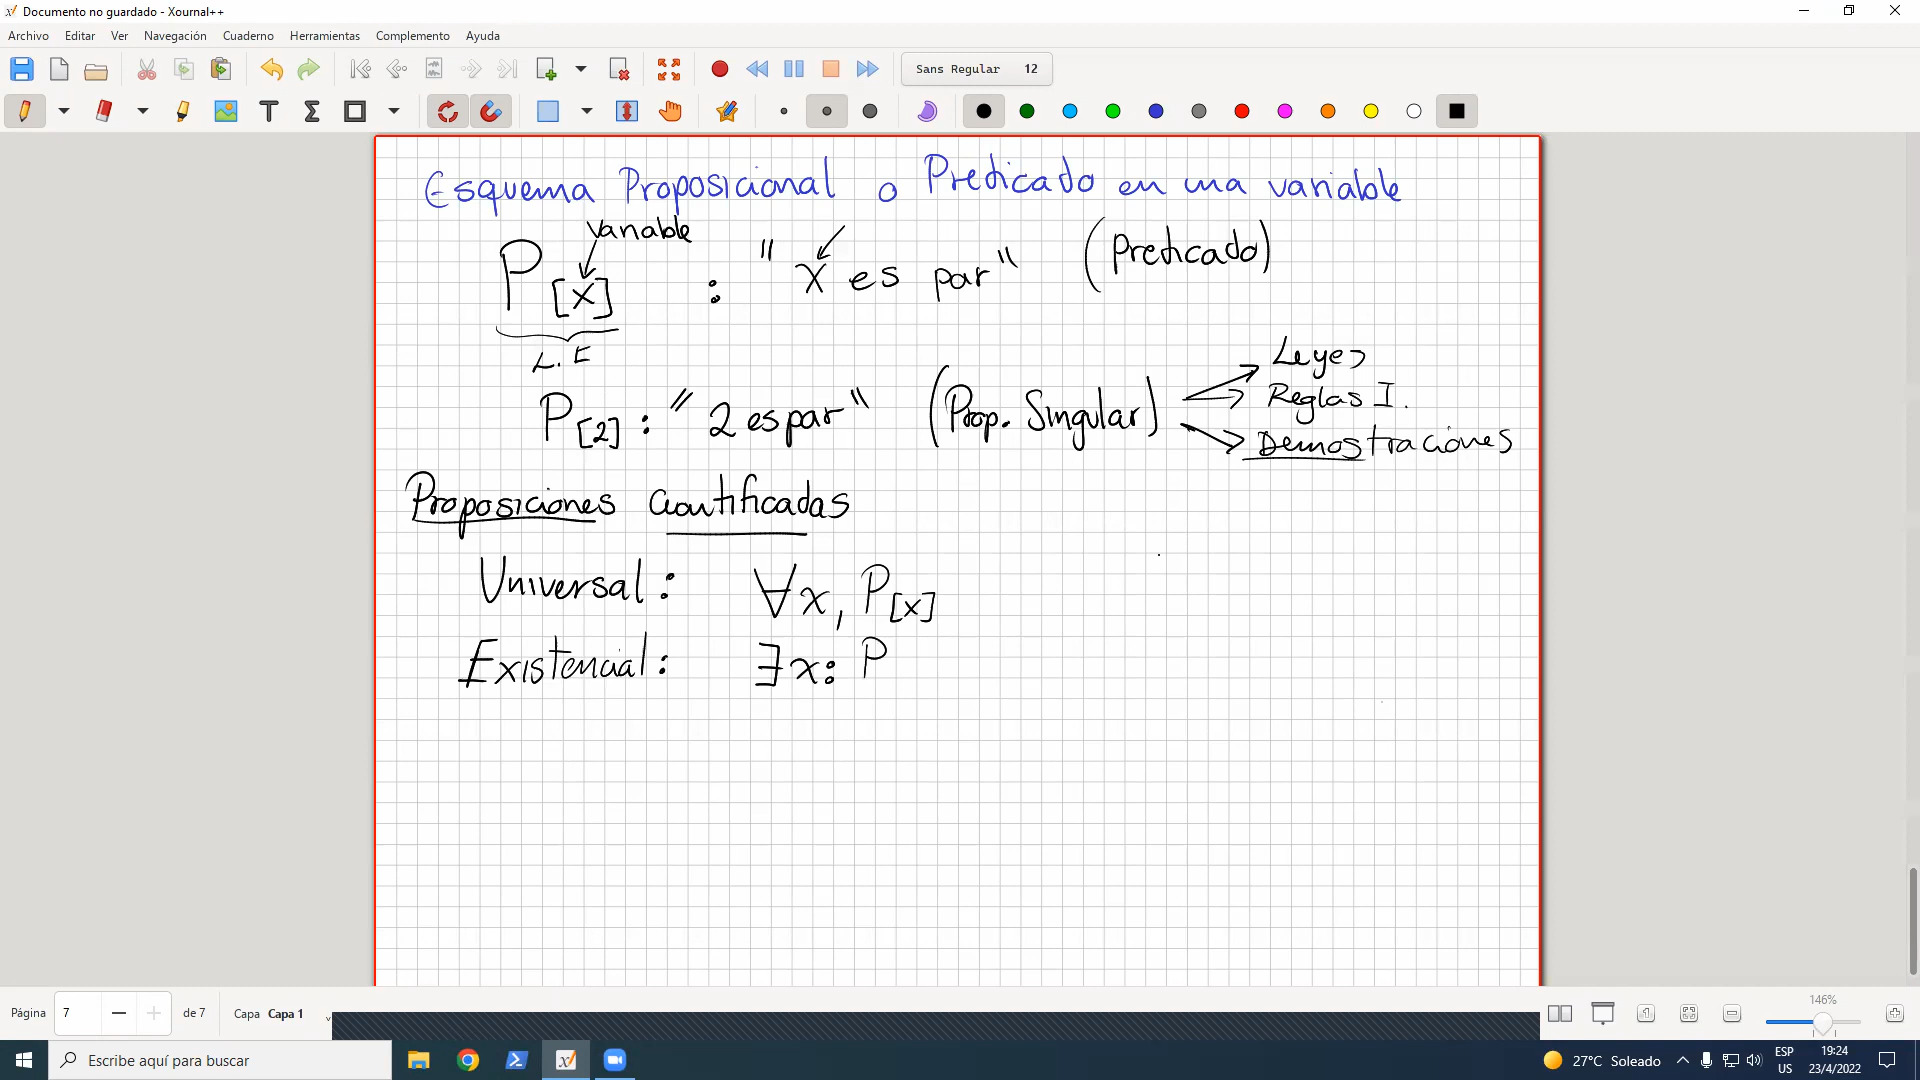 Documento no guardado - Xournal++
Archivo Editar Ver Navegación Cuaderno Herramientas Complemento Ayuda
Sans Regular 12
Esquema Proposicional o Predicado en una variable
variable
P[x] : "x es par" (Predicado)
L.E
P[2] : "2 es par" (Prop. Singular)
Leyes
Reglas I.
Demostraciones
Proposiciones Cuantificadas
Universal: ∀x, P[x]
Existencial: ∃x: P
Página 7 de 7 Capa Capa 1
146%
Escribe aquí para buscar
27°C Soleado
ESP
US
19:24
23/4/2022